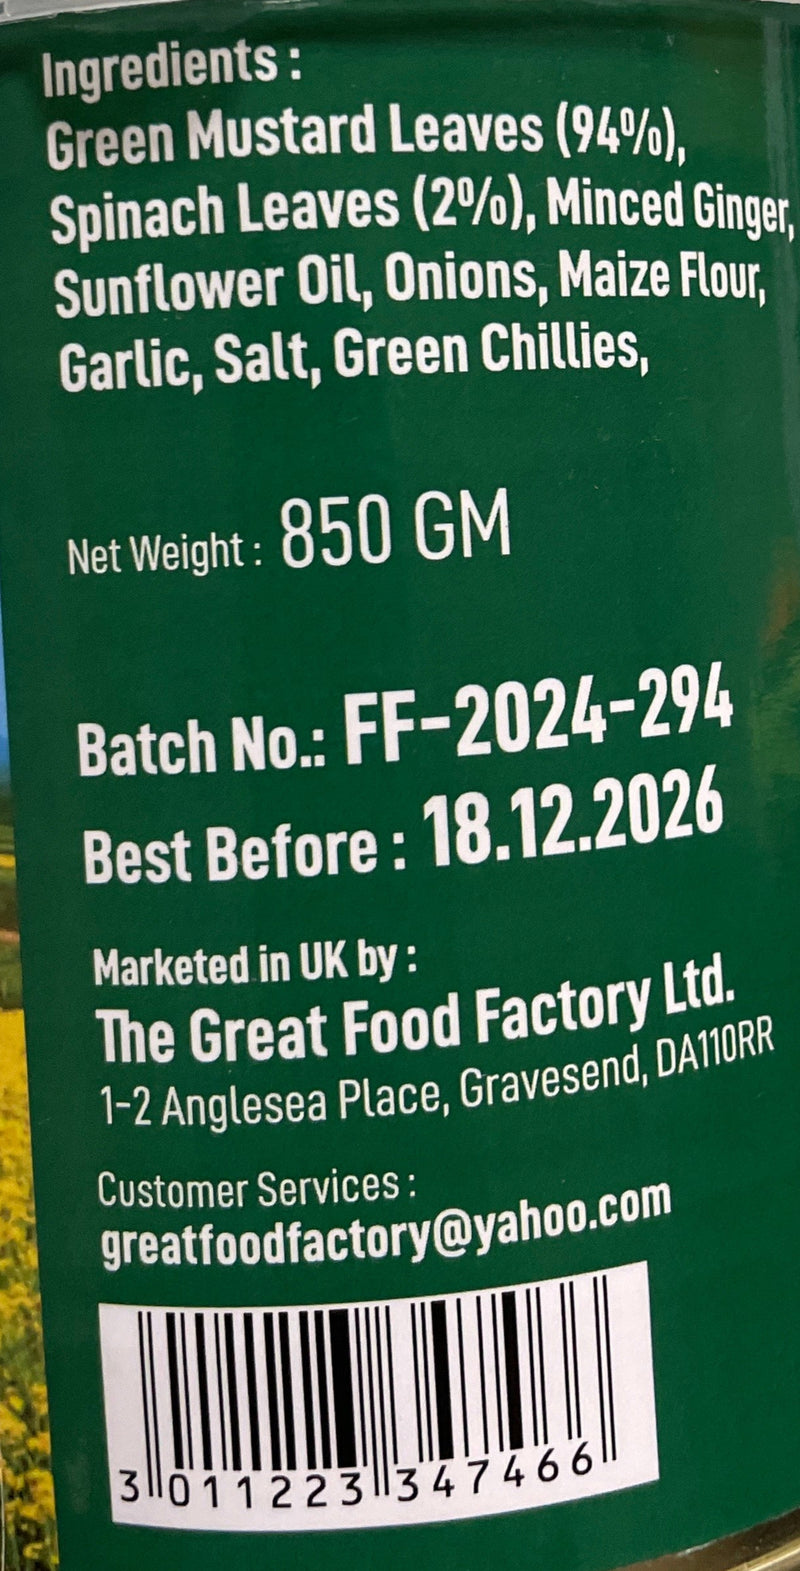 Ingredients :
Green Mustard Leaves (94%),
Spinach Leaves (2%), Minced Ginger,
Sunflower Oil, Onions, Maize Flour,
Garlic, Salt, Green Chillies,
Net Weight : 850 GM
Batch No.: FF-2024-294
Best Before : 18.12.2026
Marketed in UK by :
The Great Food Factory Ltd.
1-2 Anglesea Place, Gravesend, DA110RR
Customer Services :
greatfoodfactory@yahoo.com
3 011223 347466